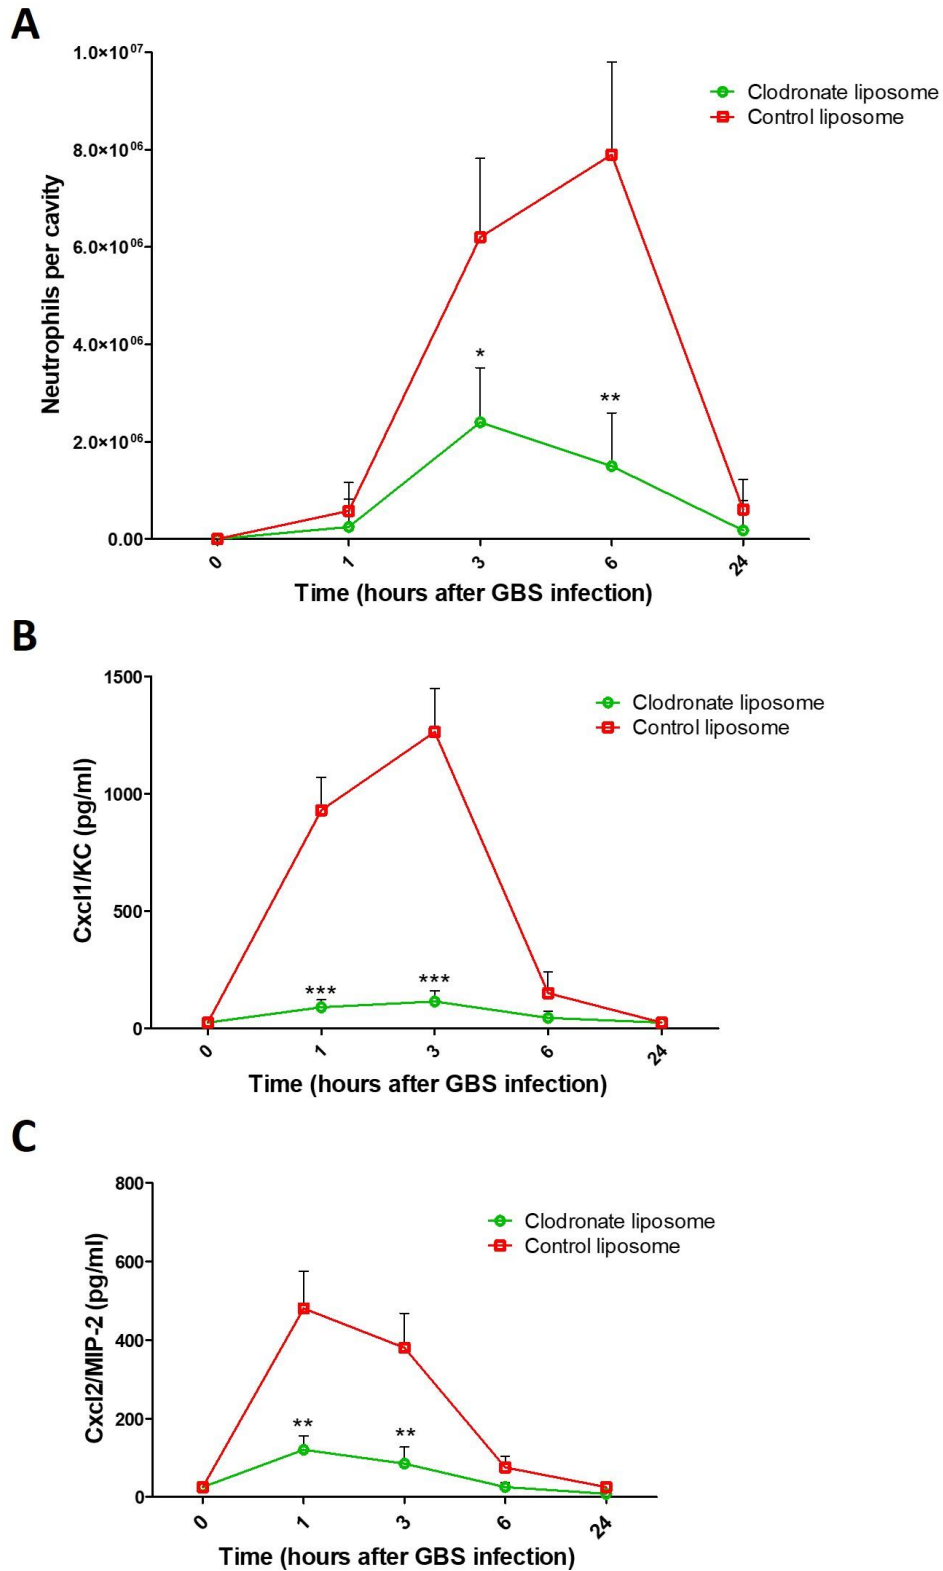 A
1.0×10⁰⁷
8.0×10⁰⁶
6.0×10⁰⁶
4.0×10⁰⁶
2.0×10⁰⁶
0.00
Neutrophils per cavity
Clodronate liposome
Control liposome
*
**
0 1 3 6 24
Time (hours after GBS infection)
B
1500
1000
500
0
Cxcl1/KC (pg/ml)
Clodronate liposome
Control liposome
***
***
0 1 3 6 24
Time (hours after GBS infection)
C
800
600
400
200
0
Cxcl2/MIP-2 (pg/ml)
Clodronate liposome
Control liposome
**
**
0 1 3 6 24
Time (hours after GBS infection)